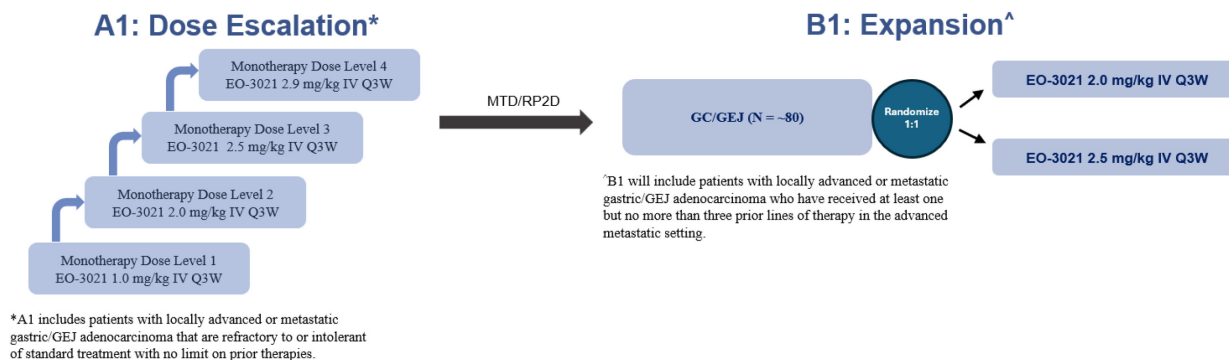 A1: Dose Escalation*
Monotherapy Dose Level 4
EO-3021 2.9 mg/kg IV Q3W
Monotherapy Dose Level 3
EO-3021 2.5 mg/kg IV Q3W
Monotherapy Dose Level 2
EO-3021 2.0 mg/kg IV Q3W
Monotherapy Dose Level 1
EO-3021 1.0 mg/kg IV Q3W
*A1 includes patients with locally advanced or metastatic
gastric/GEJ adenocarcinoma that are refractory to or intolerant
of standard treatment with no limit on prior therapies.
MTD/RP2D
B1: Expansion^
GC/GEJ (N = ~80)
Randomize
1:1
EO-3021 2.0 mg/kg IV Q3W
EO-3021 2.5 mg/kg IV Q3W
^B1 will include patients with locally advanced or metastatic
gastric/GEJ adenocarcinoma who have received at least one
but no more than three prior lines of therapy in the advanced
metastatic setting.